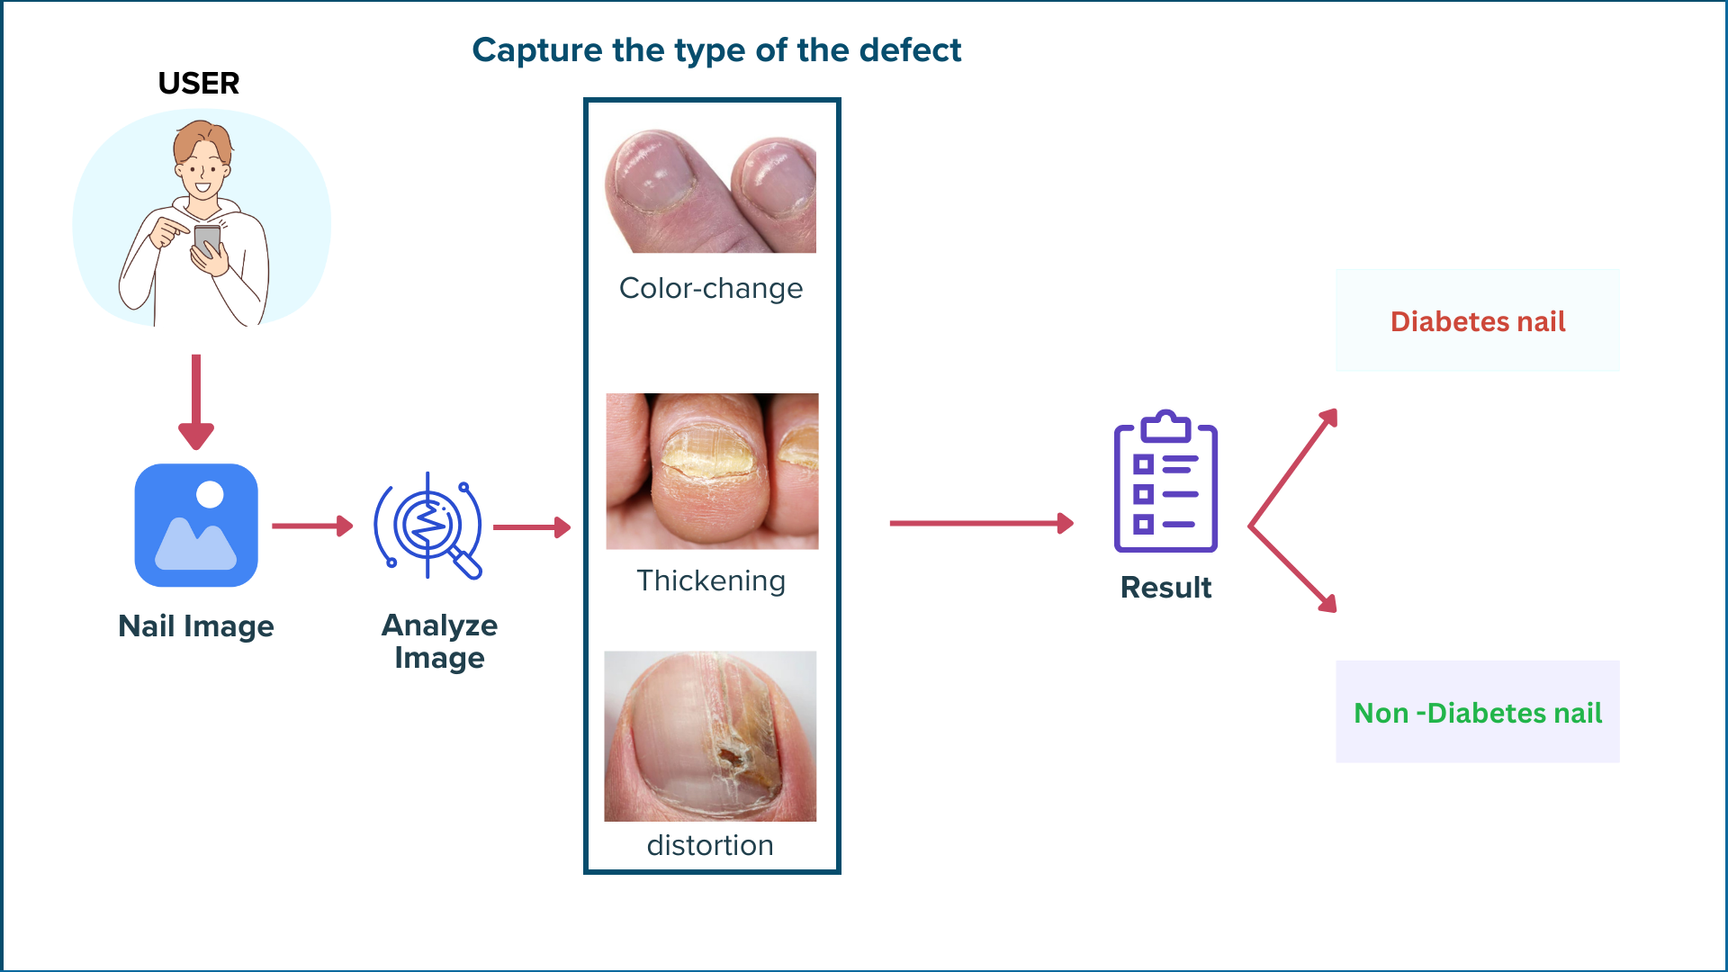 Capture the type of the defect
USER
Nail Image
Analyze
Image
Color-change
Thickening
distortion
Result
Diabetes nail
Non -Diabetes nail